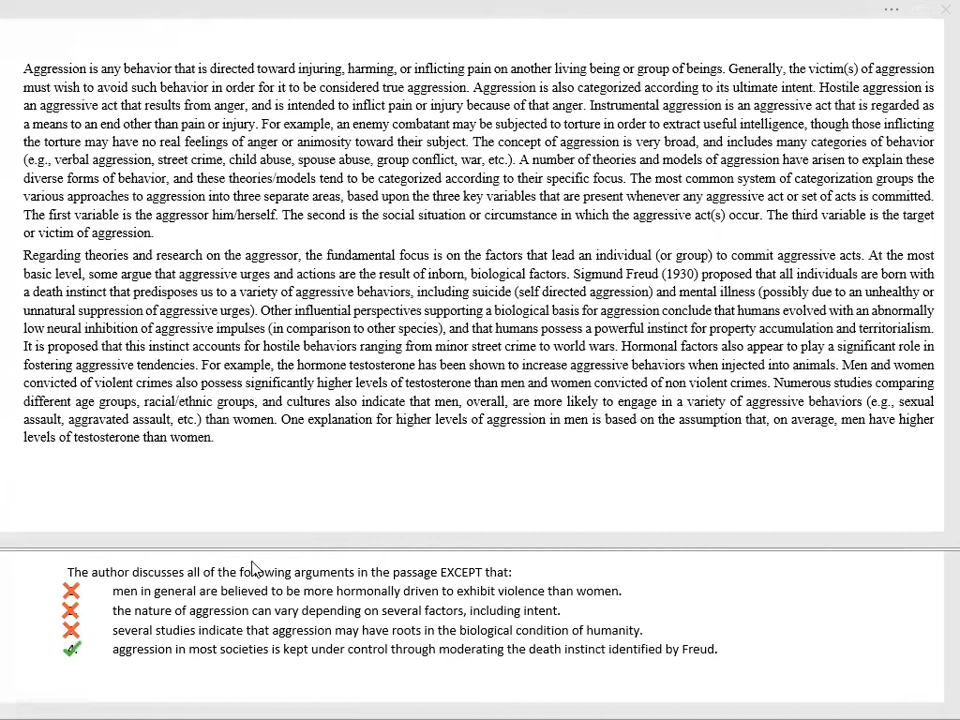 Aggression is any behavior that is directed toward injuring, harming, or inflicting pain on another living being or group of beings. Generally, the victim(s) of aggression
must wish to avoid such behavior in order for it to be considered true aggression. Aggression is also categorized according to its ultimate intent. Hostile aggression is
an aggressive act that results from anger, and is intended to inflict pain or injury because of that anger. Instrumental aggression is an aggressive act that is regarded as
a means to an end other than pain or injury. For example, an enemy combatant may be subjected to torture in order to extract useful intelligence, though those inflicting
the torture may have no real feelings of anger or animosity toward their subject. The concept of aggression is very broad, and includes many categories of behavior
(e.g., verbal aggression, street crime, child abuse, spouse abuse, group conflict, war, etc.). A number of theories and models of aggression have arisen to explain these
diverse forms of behavior, and these theories/models tend to be categorized according to their specific focus. The most common system of categorization groups the
various approaches to aggression into three separate areas, based upon the three key variables that are present whenever any aggressive act or set of acts is committed.
The first variable is the aggressor him/herself. The second is the social situation or circumstance in which the aggressive act(s) occur. The third variable is the target
or victim of aggression.
Regarding theories and research on the aggressor, the fundamental focus is on the factors that lead an individual (or group) to commit aggressive acts. At the most
basic level, some argue that aggressive urges and actions are the result of inborn, biological factors. Sigmund Freud (1930) proposed that all individuals are born with
a death instinct that predisposes us to a variety of aggressive behaviors, including suicide (self directed aggression) and mental illness (possibly due to an unhealthy or
unnatural suppression of aggressive urges). Other influential perspectives supporting a biological basis for aggression conclude that humans evolved with an abnormally
low neural inhibition of aggressive impulses (in comparison to other species), and that humans possess a powerful instinct for property accumulation and territorialism.
It is proposed that this instinct accounts for hostile behaviors ranging from minor street crime to world wars. Hormonal factors also appear to play a significant role in
fostering aggressive tendencies. For example, the hormone testosterone has been shown to increase aggressive behaviors when injected into animals. Men and women
convicted of violent crimes also possess significantly higher levels of testosterone than men and women convicted of non violent crimes. Numerous studies comparing
different age groups, racial/ethnic groups, and cultures also indicate that men, overall, are more likely to engage in a variety of aggressive behaviors (e.g., sexual
assault, aggravated assault, etc.) than women. One explanation for higher levels of aggression in men is based on the assumption that, on average, men have higher
levels of testosterone than women.
The author discusses all of the following arguments in the passage EXCEPT that:
men in general are believed to be more hormonally driven to exhibit violence than women.
the nature of aggression can vary depending on several factors, including intent.
several studies indicate that aggression may have roots in the biological condition of humanity.
aggression in most societies is kept under control through moderating the death instinct identified by Freud.